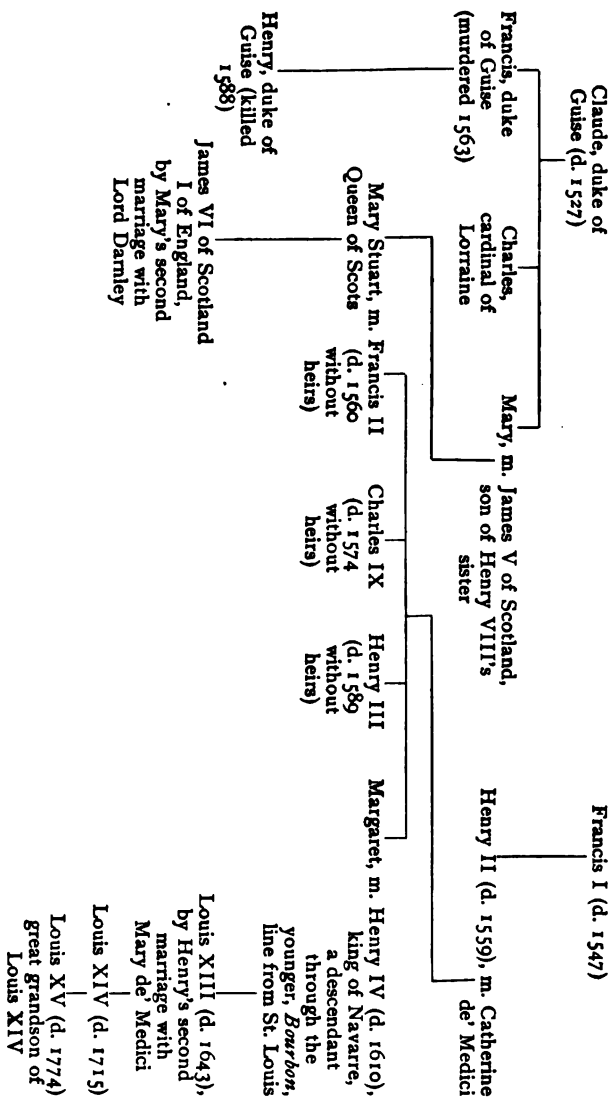 Claude, duke of
Guise (d. 1527)
Francis I (d. 1547)
Francis, duke
of Guise
(murdered 1563)
Charles,
cardinal of
Lorraine
Mary, m. James V of Scotland,
son of Henry VIII's
sister
Henry II (d. 1559), m. Catherine
de' Medici
Henry, duke of
Guise (killed
1588)
Mary Stuart, m. Francis II
Queen of Scots (d. 1560
without
heirs)
Charles IX
(d. 1574
without
heirs)
Henry III
(d. 1589
without
heirs)
Margaret, m. Henry IV (d. 1610),
king of Navarre,
a descendant
through the
younger, Bourbon,
line from St. Louis
James VI of Scotland
I of England,
by Mary's second
marriage with
Lord Darnley
Louis XIII (d. 1643),
by Henry's second
marriage with
Mary de' Medici
Louis XIV (d. 1715)
Louis XV (d. 1774)
great grandson of
Louis XIV